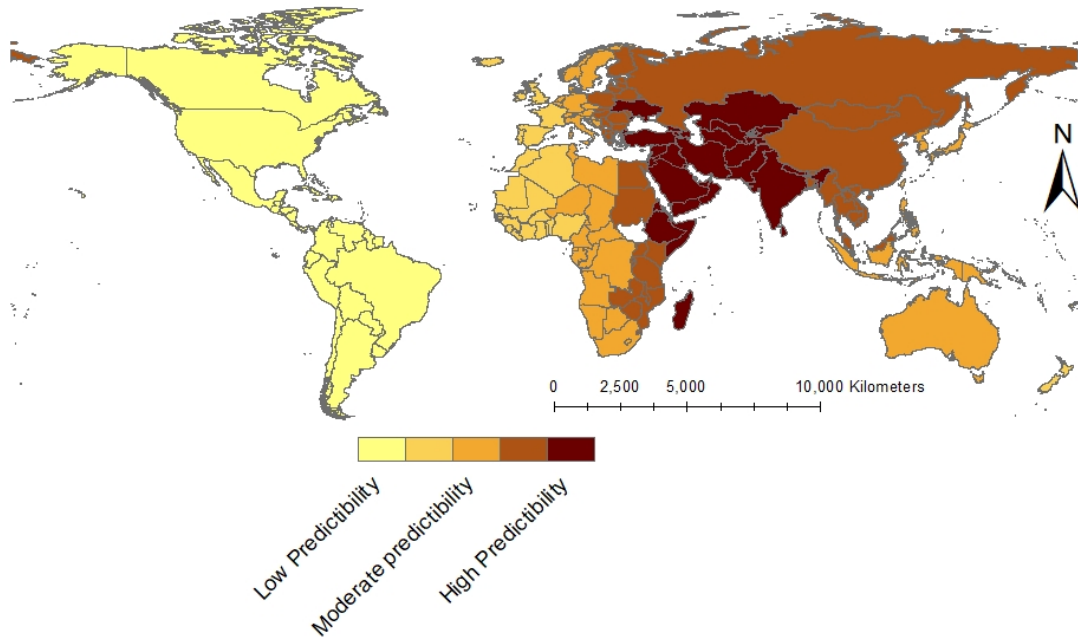 N
0 2,500 5,000 10,000 Kilometers
Low Predictibility
Moderate predictibility
High Predictibility